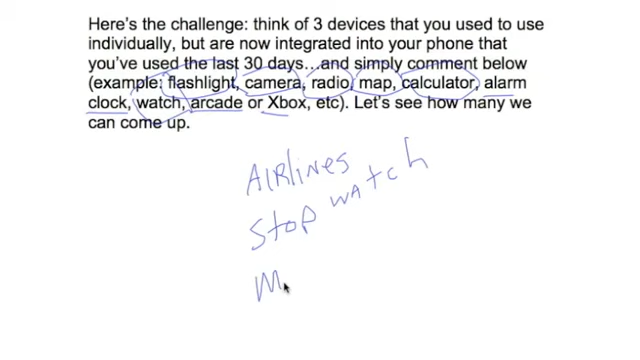 Here's the challenge: think of 3 devices that you used to use
individually, but are now integrated into your phone that
you've used the last 30 days…and simply comment below
(example: flashlight, camera, radio, map, calculator, alarm
clock, watch, arcade or Xbox, etc). Let's see how many we
can come up.
AIRlines
Stop watch
M